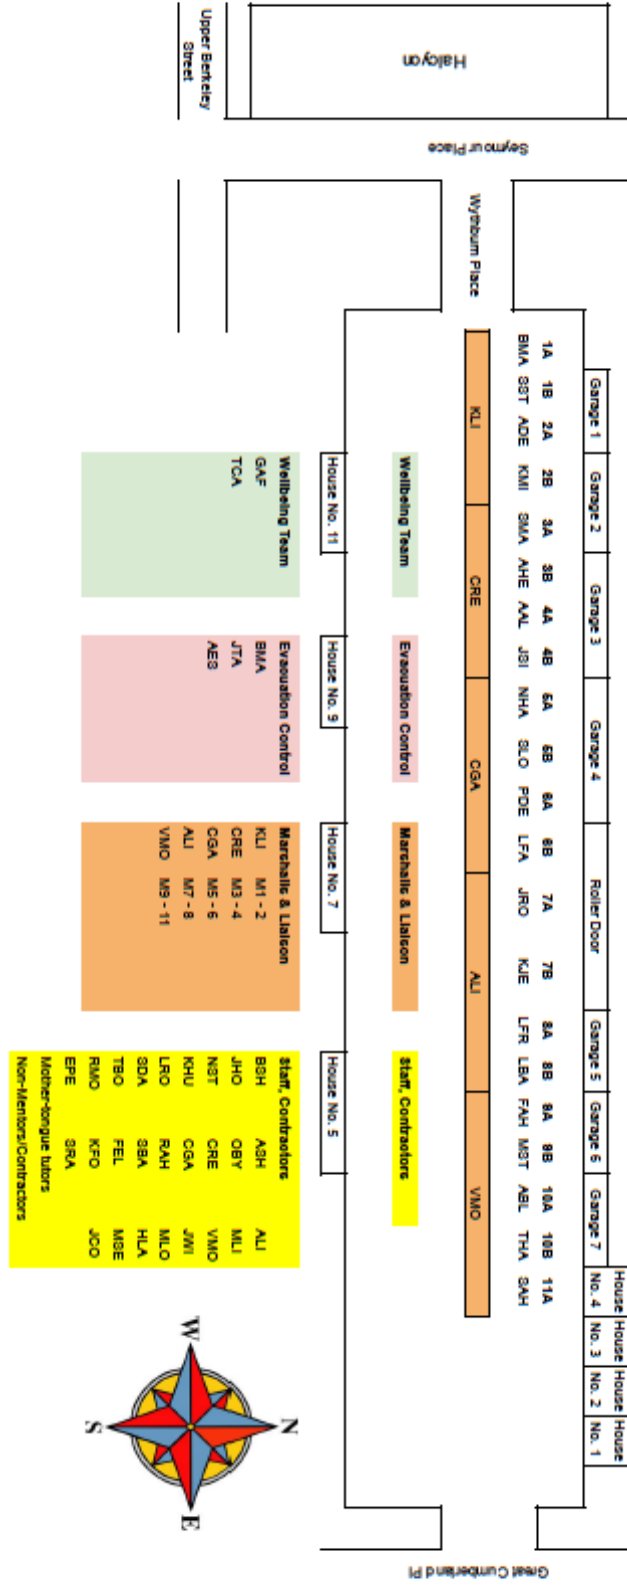 House House House House
Garage 1 Garage 2 Garage 3 Garage 4 Roller Door Garage 5 Garage 6 Garage 7 No. 4 No. 3 No. 2 No. 1
1A 1B 2A 2B 3A 3B 4A 4B 5A 5B 6A 6B 7A 7B 8A 8B 9A 9B 10A 10B 11A
BMA SST ADE KMI SMA AHE AAL JSI NHA SLO PDE LFA JRO KJE LFR LBA FAH MST ABL THA SAH
Halcyon
Seymour Place
Wythburn Place
KLI CRE CGA ALI VMO
Great Cumberland Pl
Wellbeing Team Evacuation Control Marshalls & Liaison Staff, Contractors
House No. 11 House No. 9 House No. 7 House No. 5
Upper Berkeley
Street
Wellbeing Team
GAF
TCA
Evacuation Control
BMA
JTA
AES
Marshalls & Liaison
KLI M1 - 2
CRE M3 - 4
CGA M5 - 6
ALI M7 - 8
VMO M9 - 11
Staff, Contractors
BSH ASH ALI
JHO OBY MLI
NST CRE VMO
KHU CGA JWI
LRO RAH MLO
SDA SBA HLA
TBO FEL MSE
RMO KFO JCO
EPE SRA
Mother-tongue tutors
Non-Mentors/Contractors
N
W
E
S